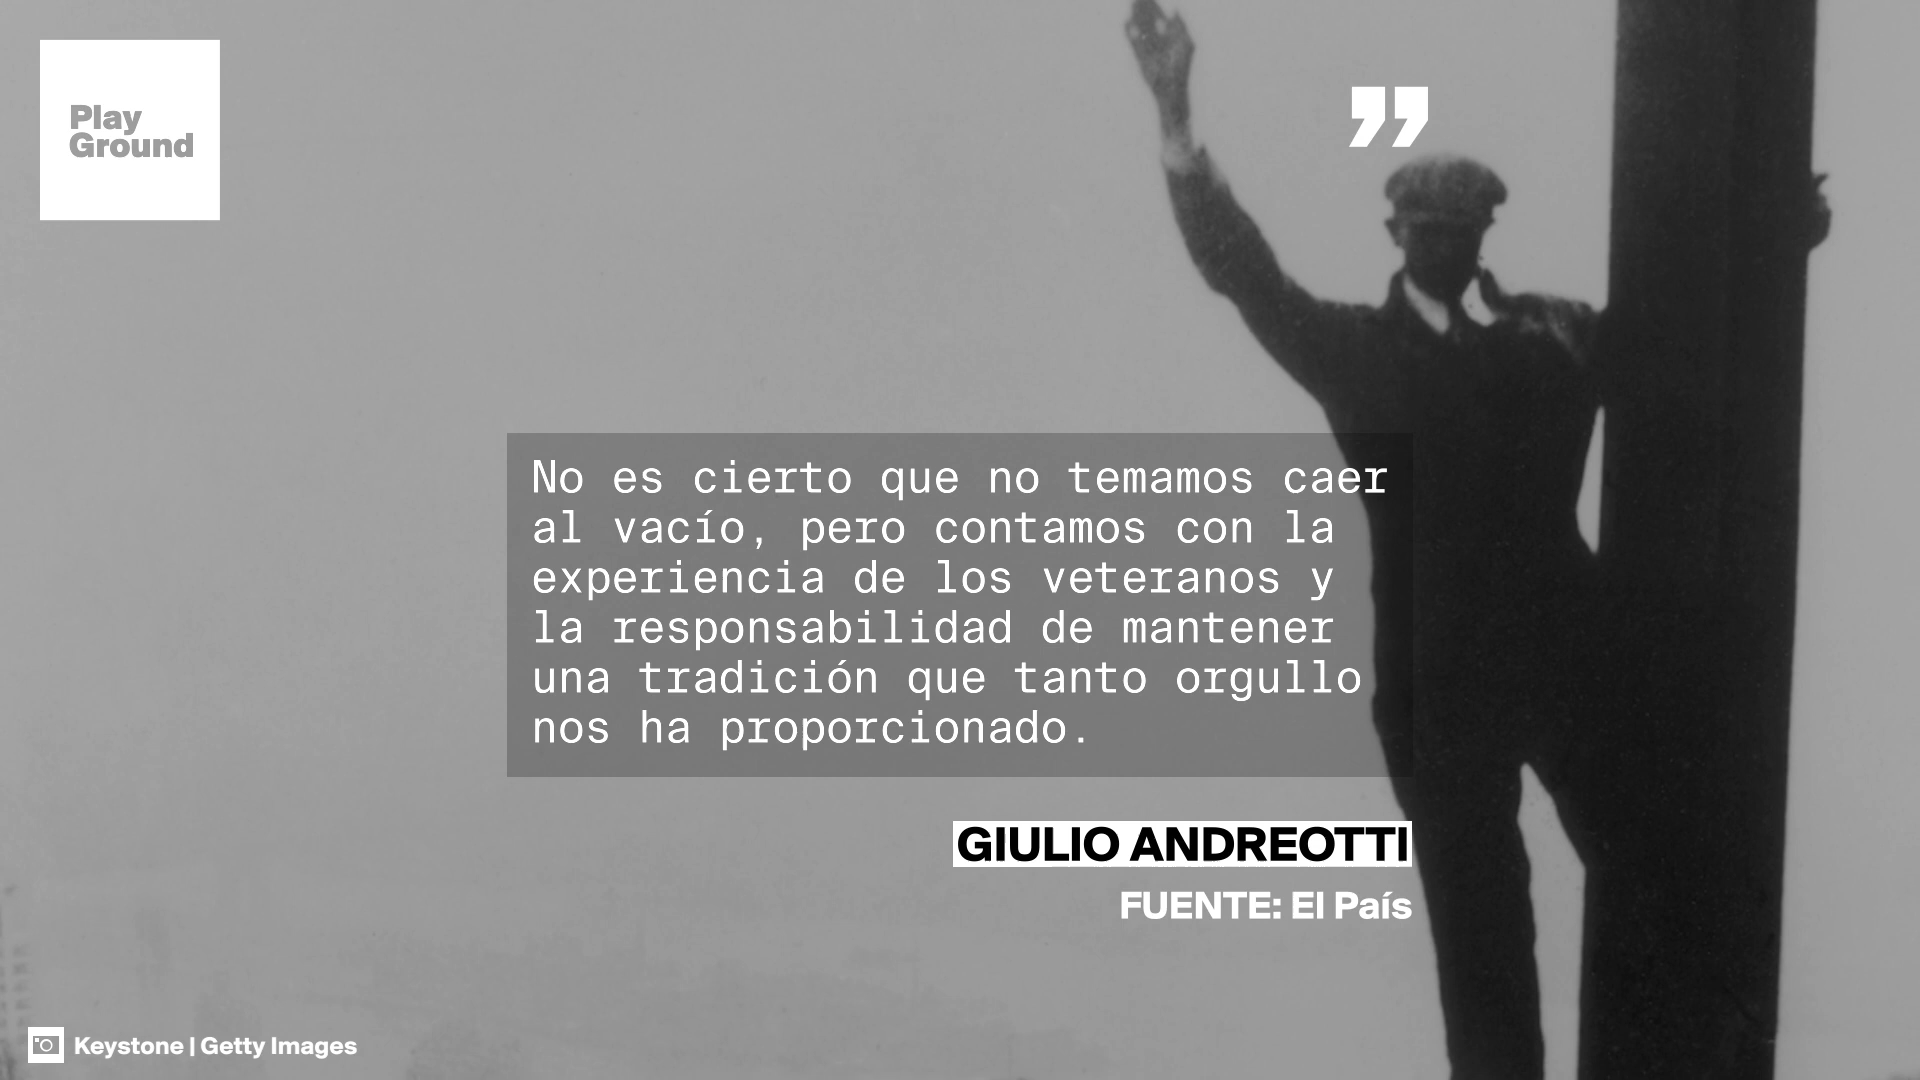 Play
Ground
”
No es cierto que no temamos caer
al vacío, pero contamos con la
experiencia de los veteranos y
la responsabilidad de mantener
una tradición que tanto orgullo
nos ha proporcionado.
GIULIO ANDREOTTI
FUENTE: El País
Keystone | Getty Images